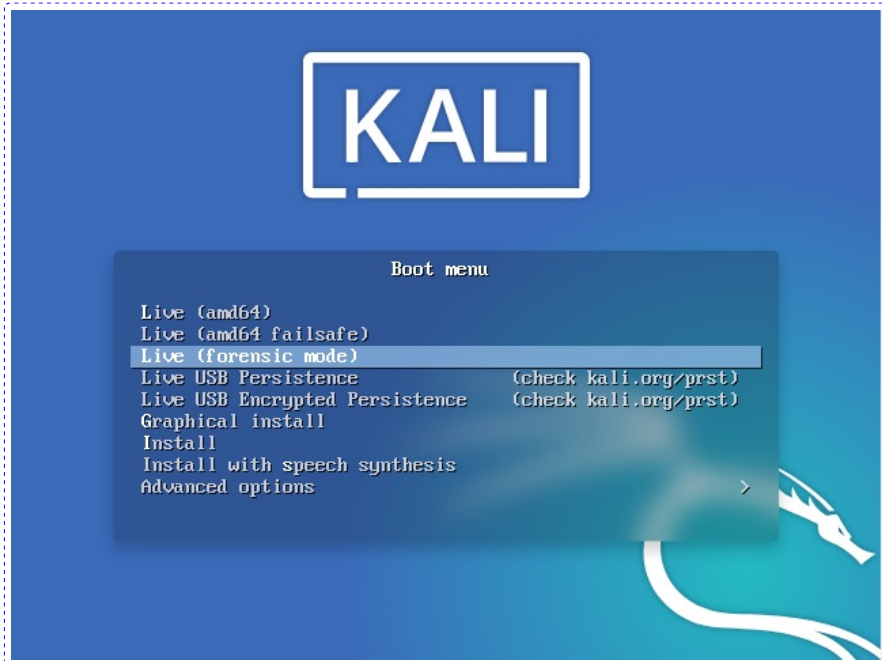 KALI
Boot menu
Live (amd64)
Live (amd64 failsafe)
Live (forensic mode)
Live USB Persistence (check kali.org/prst)
Live USB Encrypted Persistence (check kali.org/prst)
Graphical install
Install
Install with speech synthesis
Advanced options >